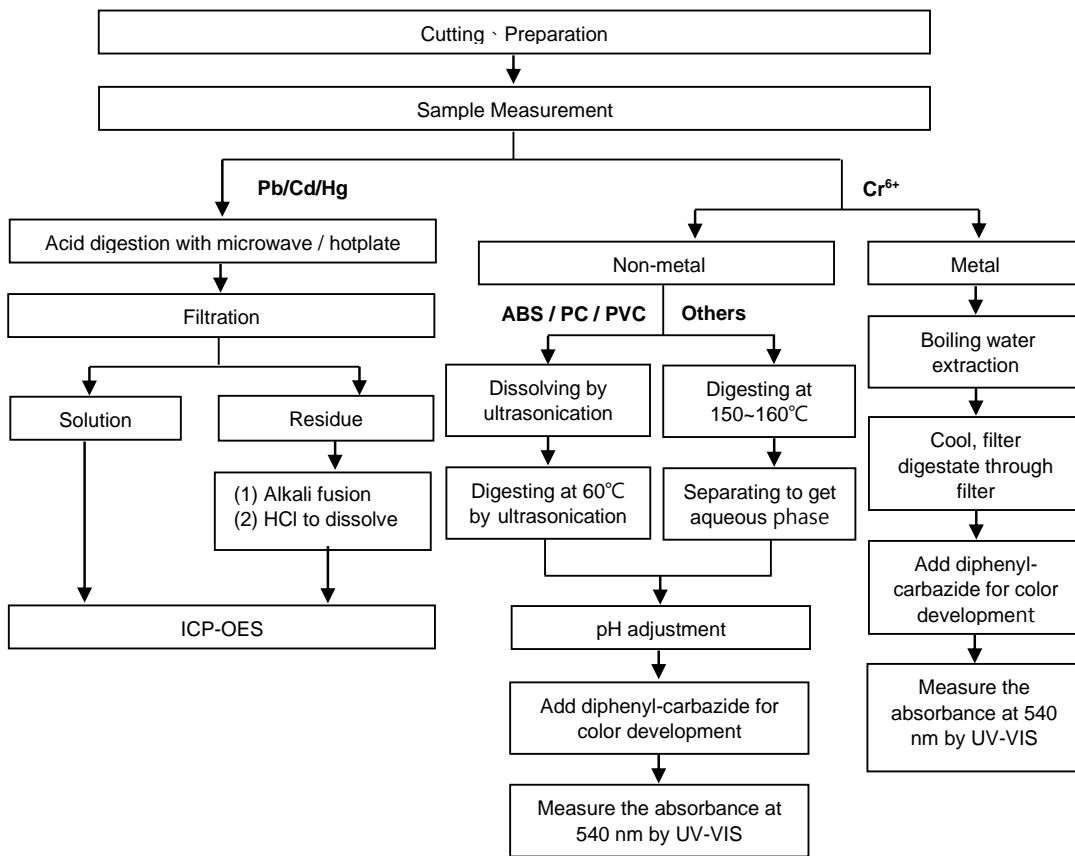 Cutting、Preparation
Sample Measurement
Pb/Cd/Hg
Cr⁶⁺
Acid digestion with microwave / hotplate
Non-metal
Metal
Filtration
ABS / PC / PVC
Others
Boiling water
extraction
Solution
Residue
Dissolving by
ultrasonication
Digesting at
150~160℃
Cool, filter
digestate through
filter
(1) Alkali fusion
(2) HCl to dissolve
Digesting at 60℃
by ultrasonication
Separating to get
aqueous phase
Add diphenyl-
carbazide for color
development
ICP-OES
pH adjustment
Measure the
absorbance at 540
nm by UV-VIS
Add diphenyl-carbazide for
color development
Measure the absorbance at
540 nm by UV-VIS